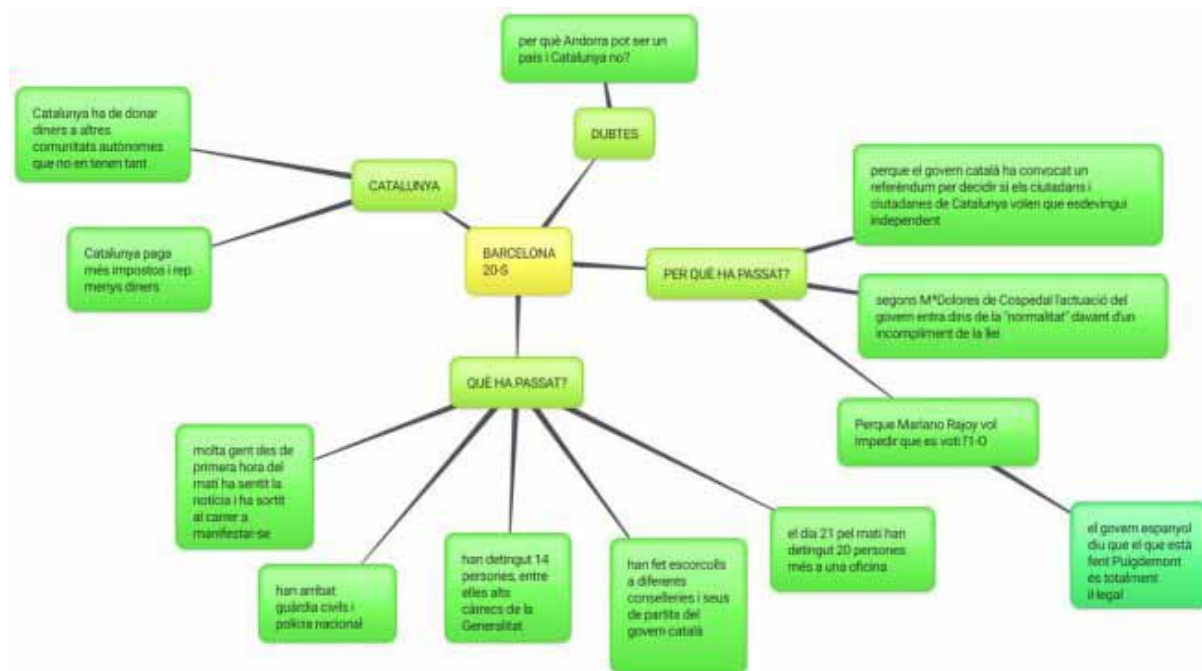 per què Andorra pot ser un
país i Catalunya no?
DUBTES
Catalunya ha de donar
diners a altres
comunitats autònomes
que no en tenen tant
CATALUNYA
Catalunya paga
més impostos i rep
menys diners
BARCELONA
20-S
PER QUÈ HA PASSAT?
perque el govern català ha convocat un
referèndum per decidir si els ciutadans i
ciutadanes de Catalunya volen que esdevingui
independent
segons MªDolores de Cospedal l'actuació del
govern entra dins de la "normalitat" davant d'un
incompliment de la llei
Perque Mariano Rajoy vol
impedir que es voti l'1-O
el govern espanyol
diu que el que està
fent Puigdemont
és totalment
il·legal
QUÈ HA PASSAT?
molta gent des de
primera hora del
matí ha sentit la
notícia i ha sortit
al carrer a
manifestar-se
han arribat
guàrdia civils i
policia nacional
han detingut 14
persones, entre
elles alts
càrrecs de la
Generalitat
han fet escorcolls
a diferents
conselleries i seus
de partits del
govern català
el dia 21 pel matí han
detingut 20 persones
més a una oficina